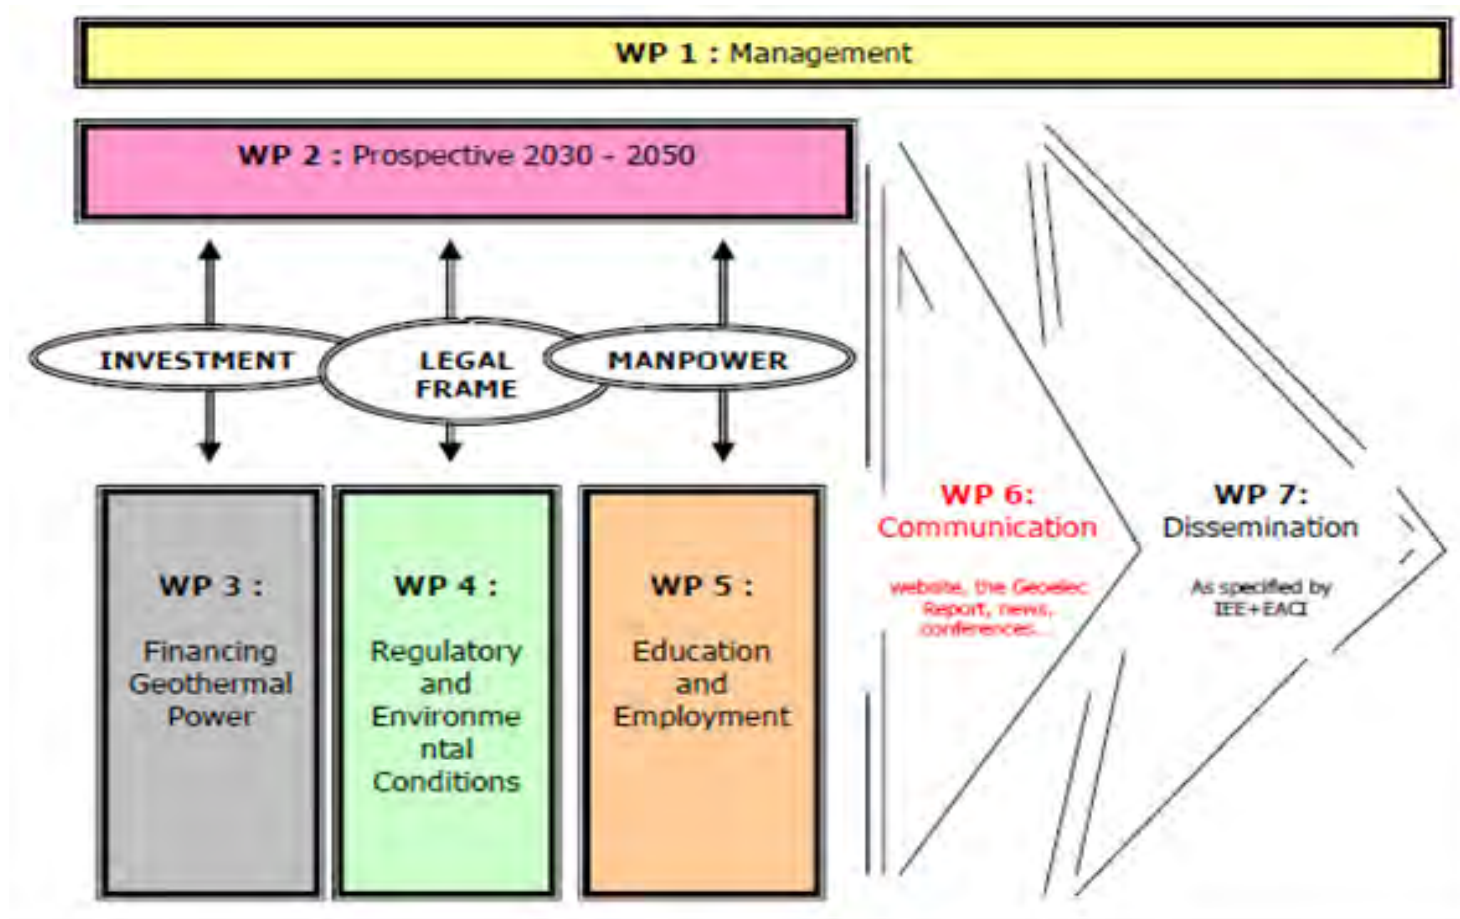 WP 1 : Management
WP 2 : Prospective 2030 - 2050
INVESTMENT
LEGAL
FRAME
MANPOWER
WP 3 :
Financing
Geothermal
Power
WP 4 :
Regulatory
and
Environme
ntal
Conditions
WP 5 :
Education
and
Employment
WP 6:
Communication
website, the Geoelec
Report, news,
conferences...
WP 7:
Dissemination
As specified by
IEE+EACI